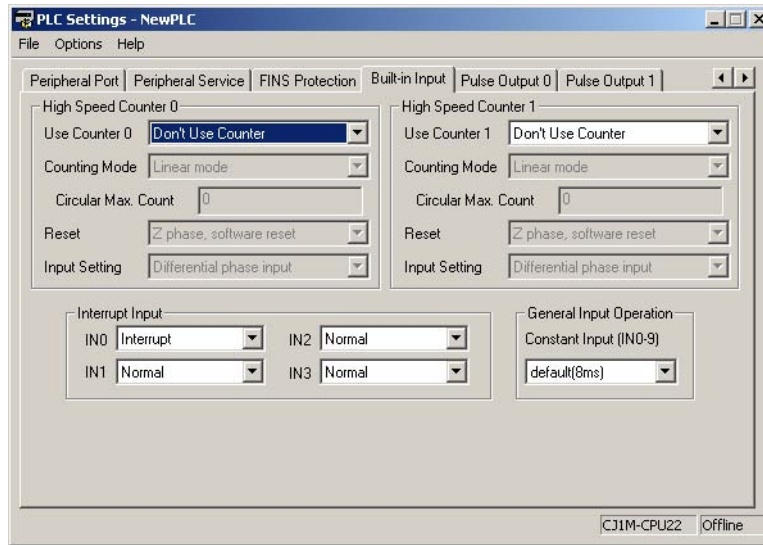 PLC Settings - NewPLC
File Options Help
Peripheral Port Peripheral Service FINS Protection Built-in Input Pulse Output 0 Pulse Output 1
High Speed Counter 0
Use Counter 0 Don't Use Counter
Counting Mode Linear mode
Circular Max. Count 0
Reset Z phase, software reset
Input Setting Differential phase input
High Speed Counter 1
Use Counter 1 Don't Use Counter
Counting Mode Linear mode
Circular Max. Count 0
Reset Z phase, software reset
Input Setting Differential phase input
Interrupt Input
IN0 Interrupt IN2 Normal
IN1 Normal IN3 Normal
General Input Operation
Constant Input (IN0-9)
default(8ms)
CJ1M-CPU22 Offline